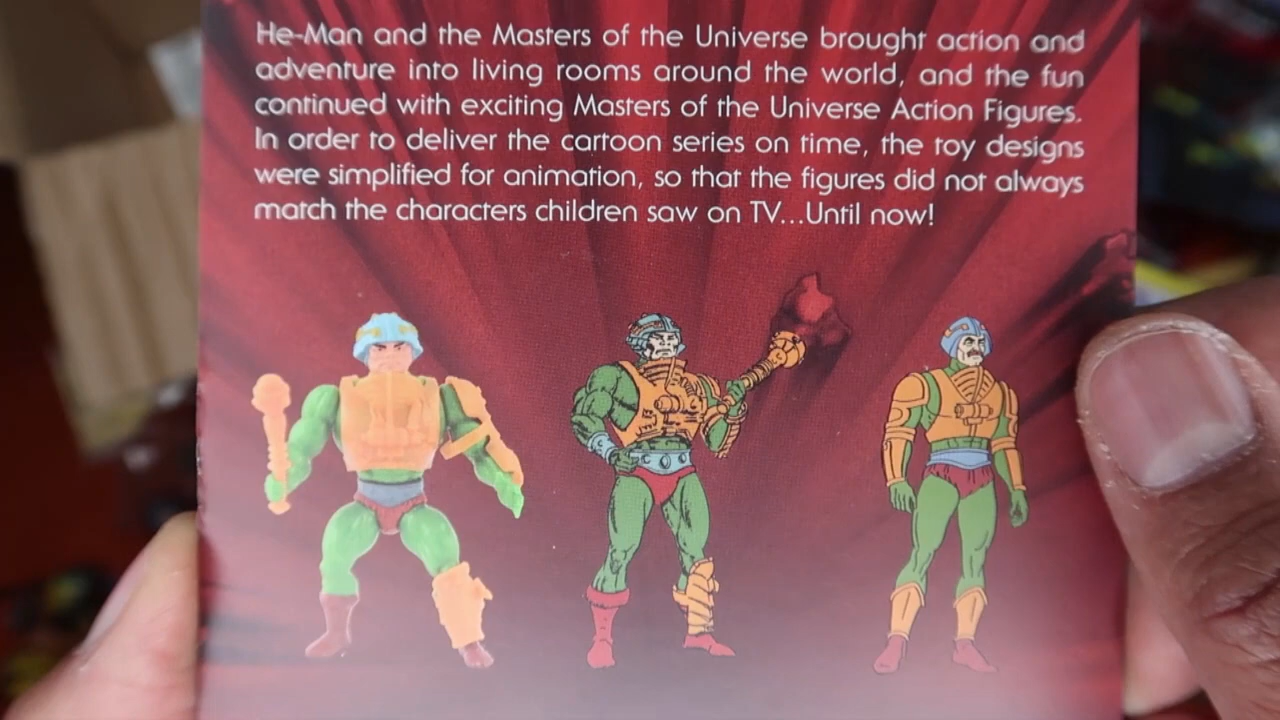 He-Man and the Masters of the Universe brought action and
adventure into living rooms around the world, and the fun
continued with exciting Masters of the Universe Action Figures.
In order to deliver the cartoon series on time, the toy designs
were simplified for animation, so that the figures did not always
match the characters children saw on TV...Until now!